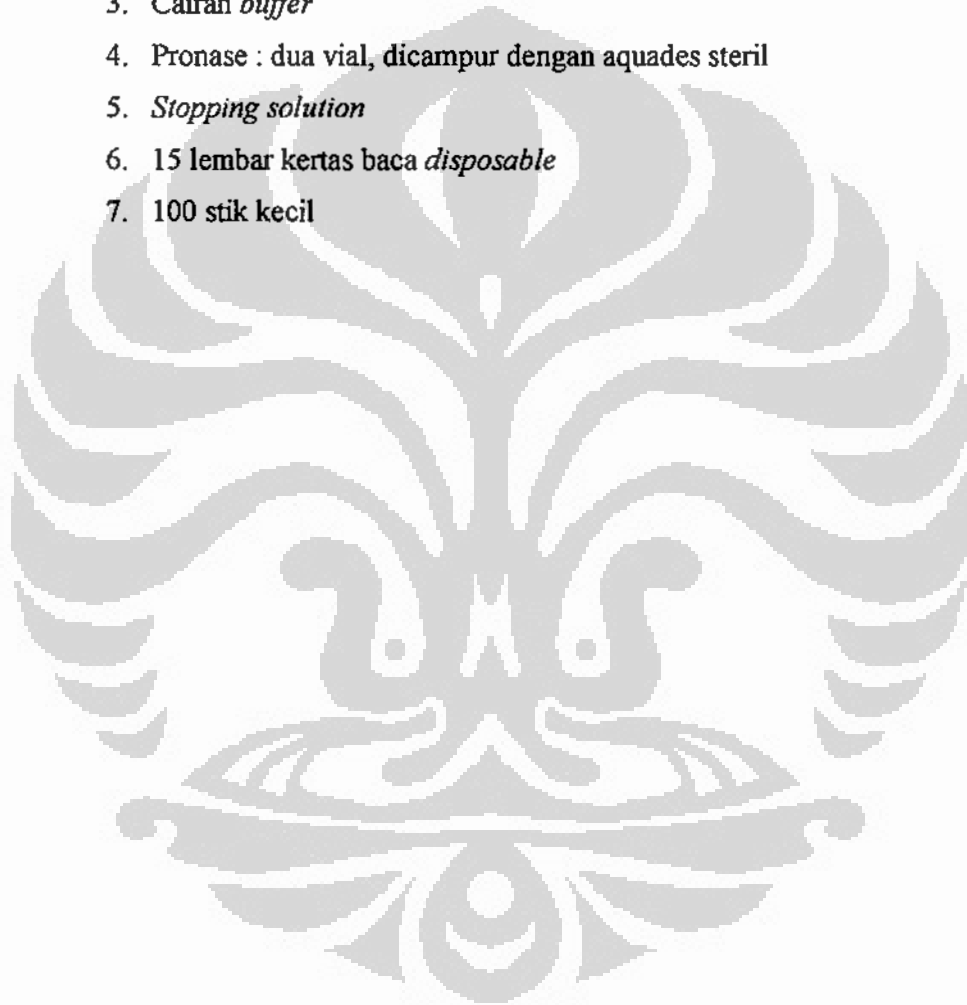 3. Cairan buffer
4. Pronase : dua vial, dicampur dengan aquades steril
5. Stopping solution
6. 15 lembar kertas baca disposable
7. 100 stik kecil